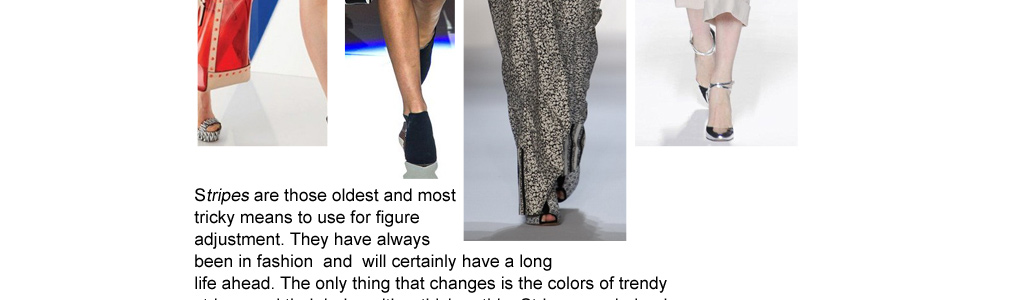 Stripes are those oldest and most
tricky means to use for figure
adjustment. They have always
been in fashion  and  will certainly have a long
life ahead. The only thing that changes is the colors of trendy